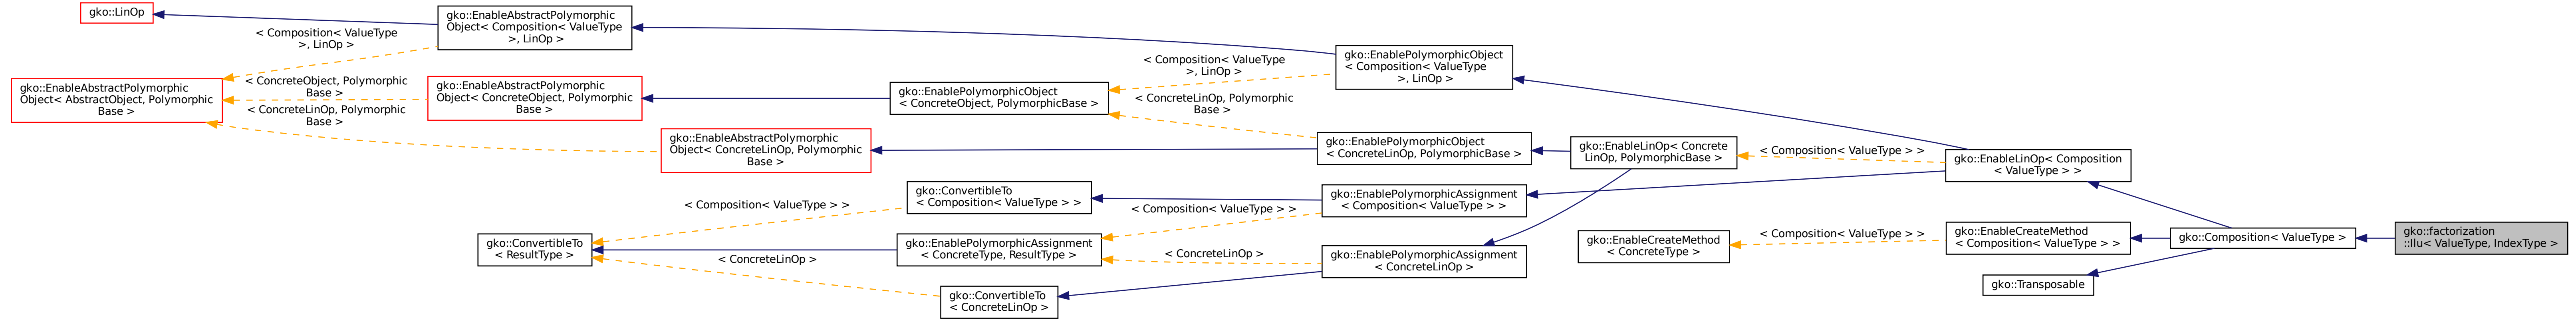 gko::LinOp
gko::EnableAbstractPolymorphic
Object< Composition< ValueType
>, LinOp >
< Composition< ValueType
>, LinOp >
gko::EnableAbstractPolymorphic
Object< AbstractObject, Polymorphic
Base >
< ConcreteObject, Polymorphic
Base >
< ConcreteLinOp, Polymorphic
Base >
gko::EnableAbstractPolymorphic
Object< ConcreteObject, Polymorphic
Base >
gko::EnableAbstractPolymorphic
Object< ConcreteLinOp, Polymorphic
Base >
gko::EnablePolymorphicObject
< ConcreteObject, PolymorphicBase >
< Composition< ValueType
>, LinOp >
< ConcreteLinOp, Polymorphic
Base >
gko::EnablePolymorphicObject
< Composition< ValueType
>, LinOp >
gko::EnablePolymorphicObject
< ConcreteLinOp, PolymorphicBase >
gko::EnableLinOp< Concrete
LinOp, PolymorphicBase >
< Composition< ValueType > >
gko::EnableLinOp< Composition
< ValueType > >
gko::ConvertibleTo
< ResultType >
< Composition< ValueType > >
< ConcreteLinOp >
gko::ConvertibleTo
< Composition< ValueType > >
gko::EnablePolymorphicAssignment
< ConcreteType, ResultType >
gko::ConvertibleTo
< ConcreteLinOp >
< Composition< ValueType > >
< ConcreteLinOp >
gko::EnablePolymorphicAssignment
< Composition< ValueType > >
gko::EnablePolymorphicAssignment
< ConcreteLinOp >
gko::EnableCreateMethod
< ConcreteType >
< Composition< ValueType > >
gko::EnableCreateMethod
< Composition< ValueType > >
gko::Transposable
gko::Composition< ValueType >
gko::factorization
::Ilu< ValueType, IndexType >